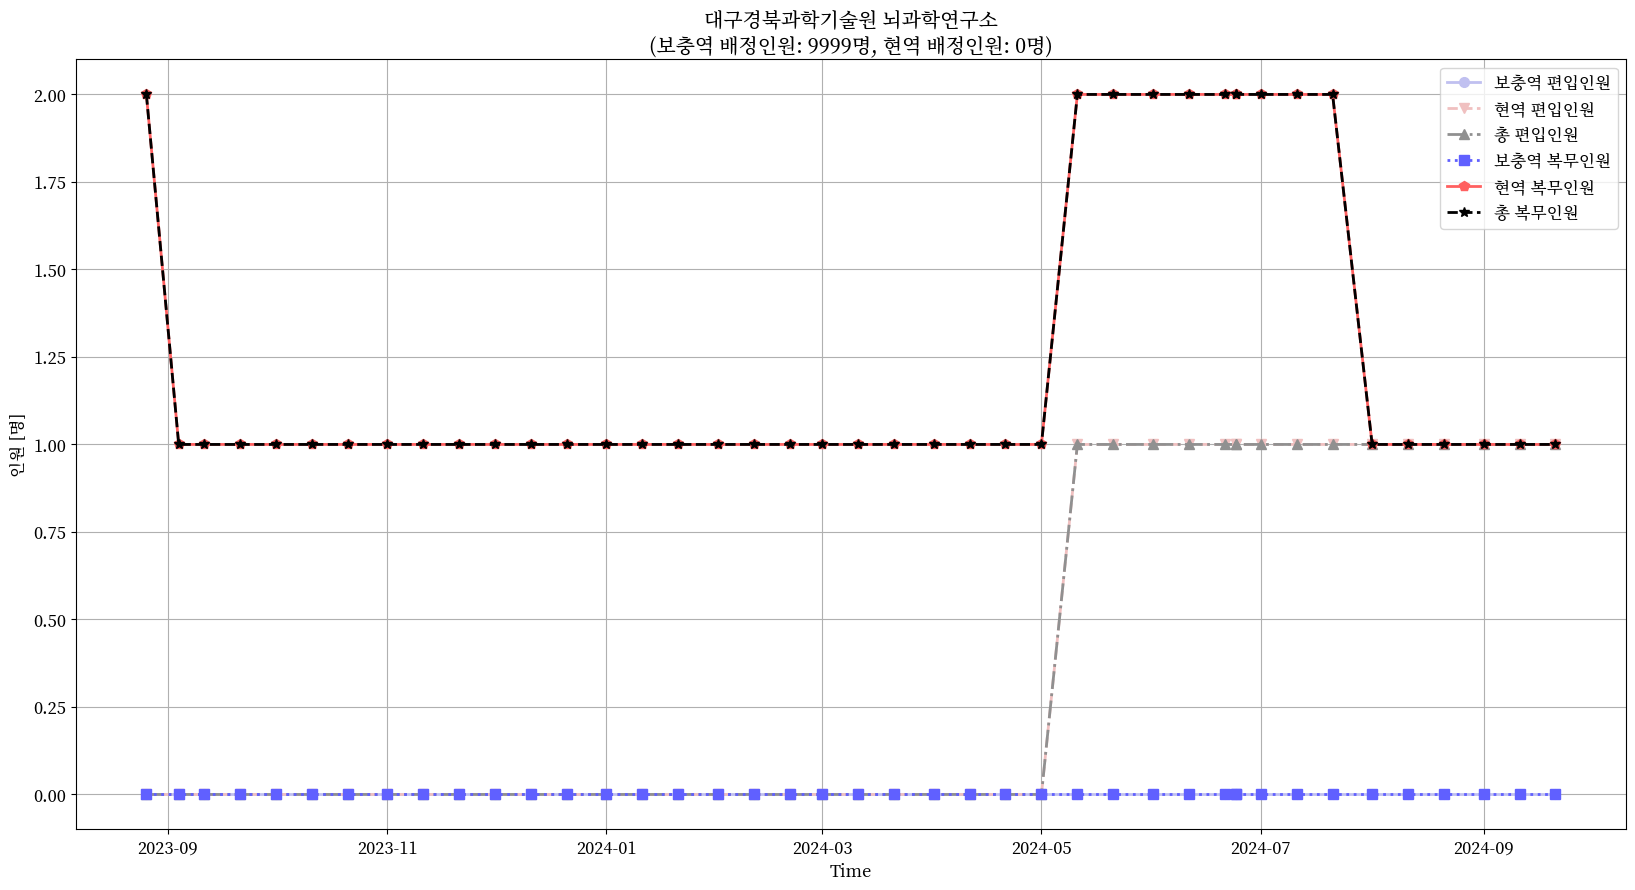 대구경북과학기술원 뇌과학연구소
(보충역 배정인원: 9999명, 현역 배정인원: 0명)
보충역 편입인원
현역 편입인원
총 편입인원
보충역 복무인원
현역 복무인원
총 복무인원
2.00
1.75
1.50
1.25
1.00
0.75
0.50
0.25
0.00
인원 [명]
2023-09
2023-11
2024-01
2024-03
2024-05
2024-07
2024-09
Time